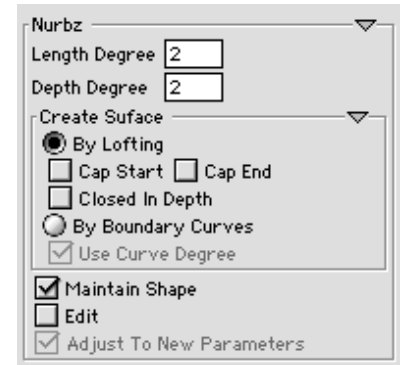 Nurbz
Length Degree 2
Depth Degree 2
Create Suface
By Lofting
Cap Start Cap End
Closed In Depth
By Boundary Curves
Use Curve Degree
Maintain Shape
Edit
Adjust To New Parameters